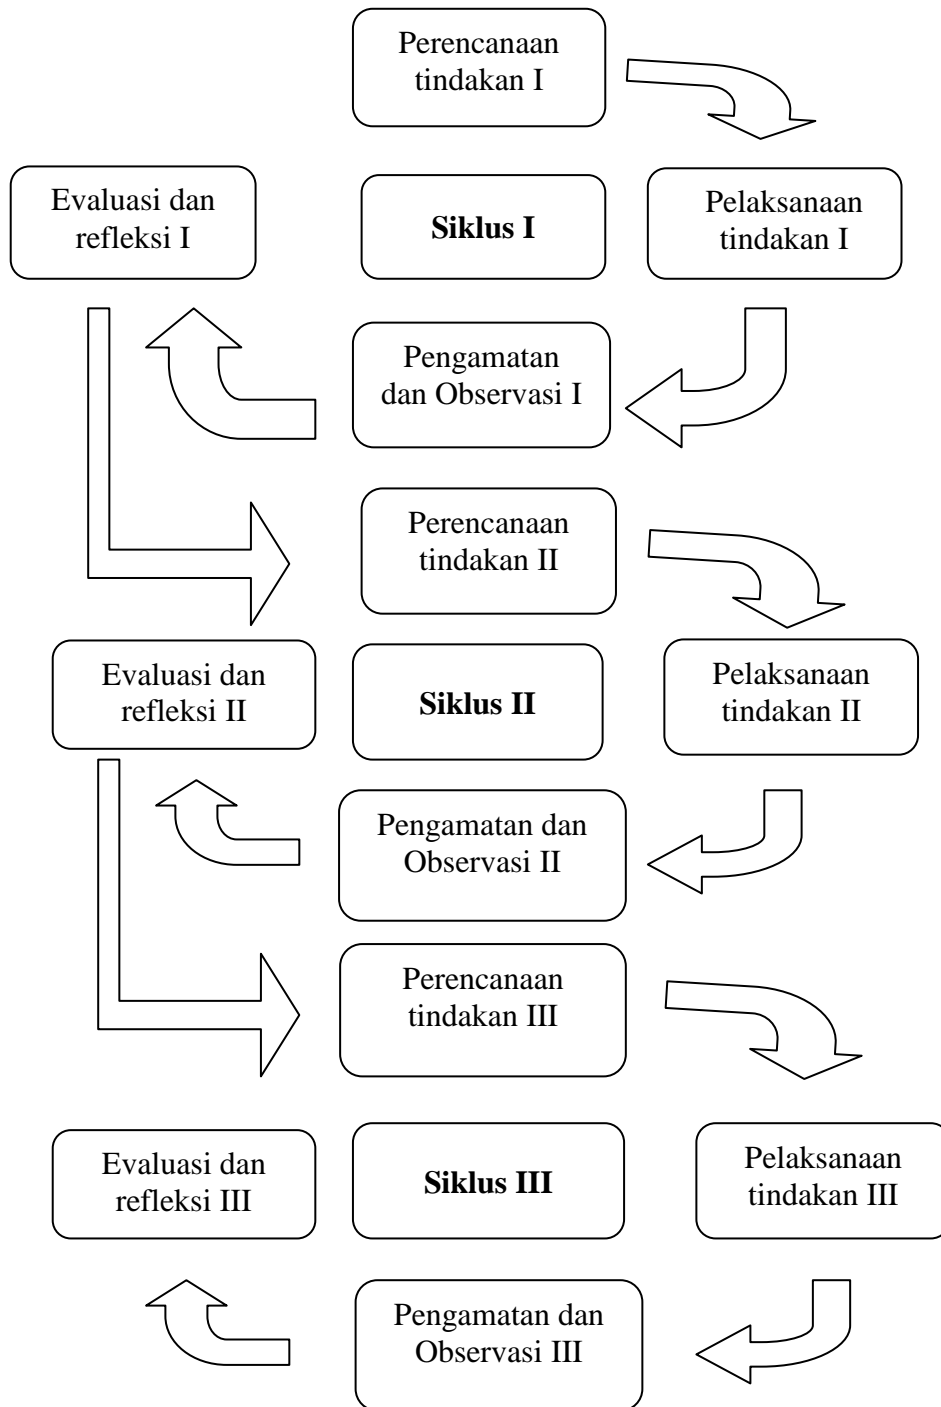 Perencanaan
tindakan I
Evaluasi dan
refleksi I
Siklus I
Pelaksanaan
tindakan I
Pengamatan
dan Observasi I
Perencanaan
tindakan II
Evaluasi dan
refleksi II
Siklus II
Pelaksanaan
tindakan II
Pengamatan dan
Observasi II
Perencanaan
tindakan III
Evaluasi dan
refleksi III
Siklus III
Pelaksanaan
tindakan III
Pengamatan dan
Observasi III